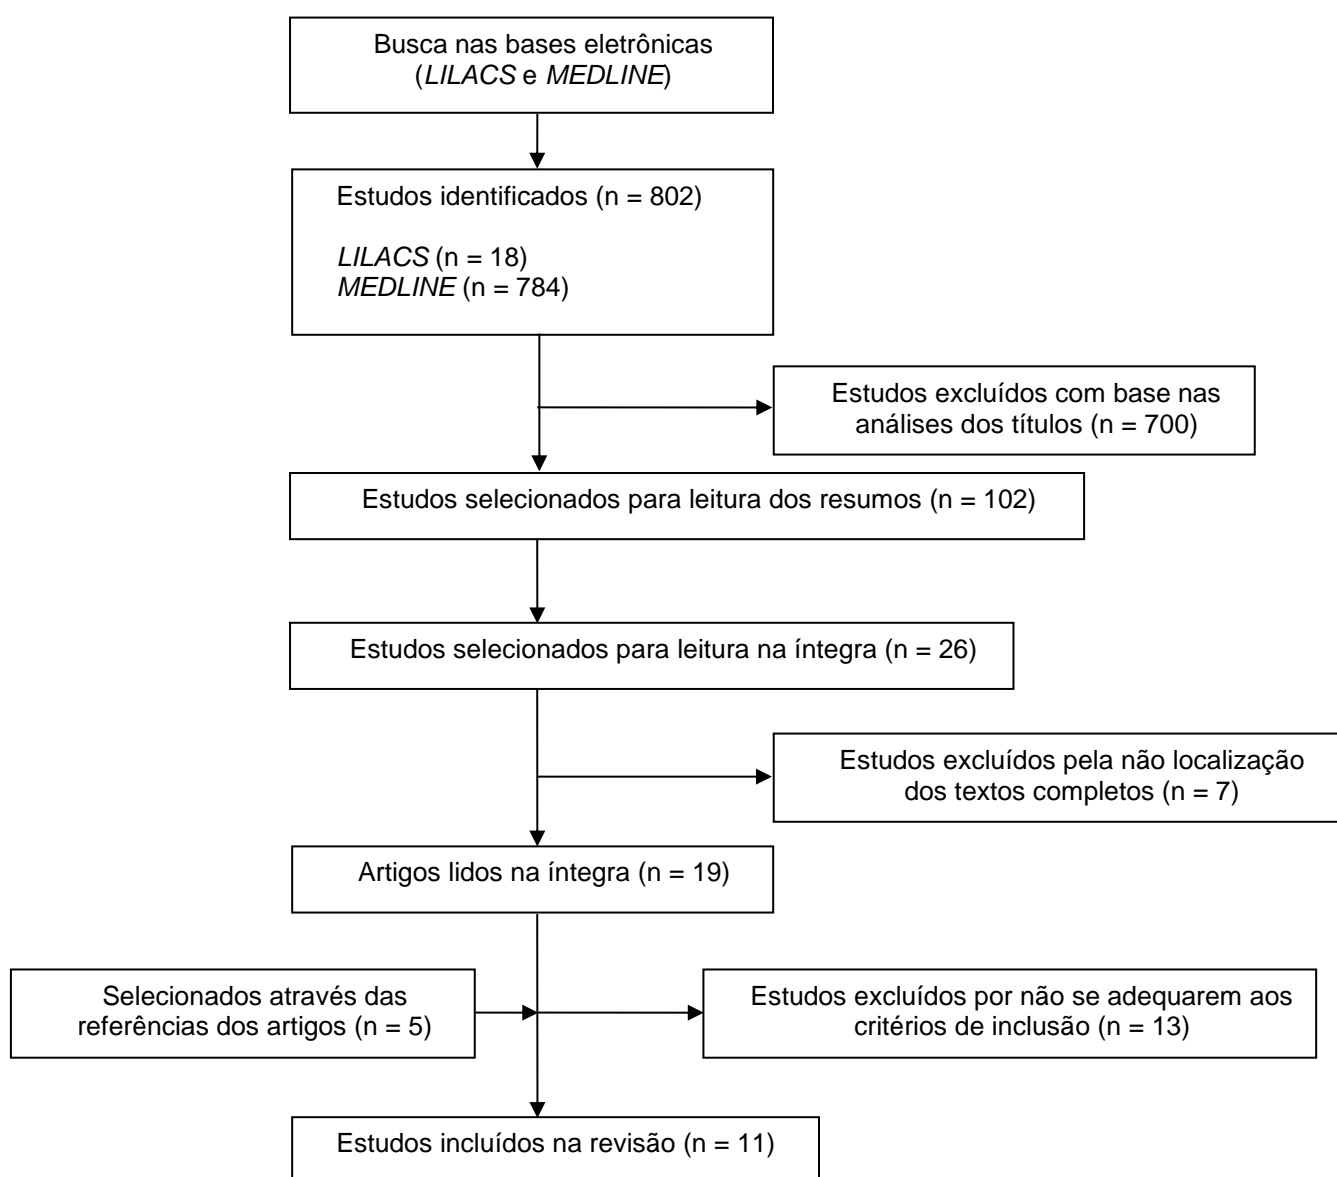 Busca nas bases eletrônicas
(LILACS e MEDLINE)
Estudos identificados (n = 802)
LILACS (n = 18)
MEDLINE (n = 784)
Estudos excluídos com base nas
análises dos títulos (n = 700)
Estudos selecionados para leitura dos resumos (n = 102)
Estudos selecionados para leitura na íntegra (n = 26)
Estudos excluídos pela não localização
dos textos completos (n = 7)
Artigos lidos na íntegra (n = 19)
Selecionados através das
referências dos artigos (n = 5)
Estudos excluídos por não se adequarem aos
critérios de inclusão (n = 13)
Estudos incluídos na revisão (n = 11)